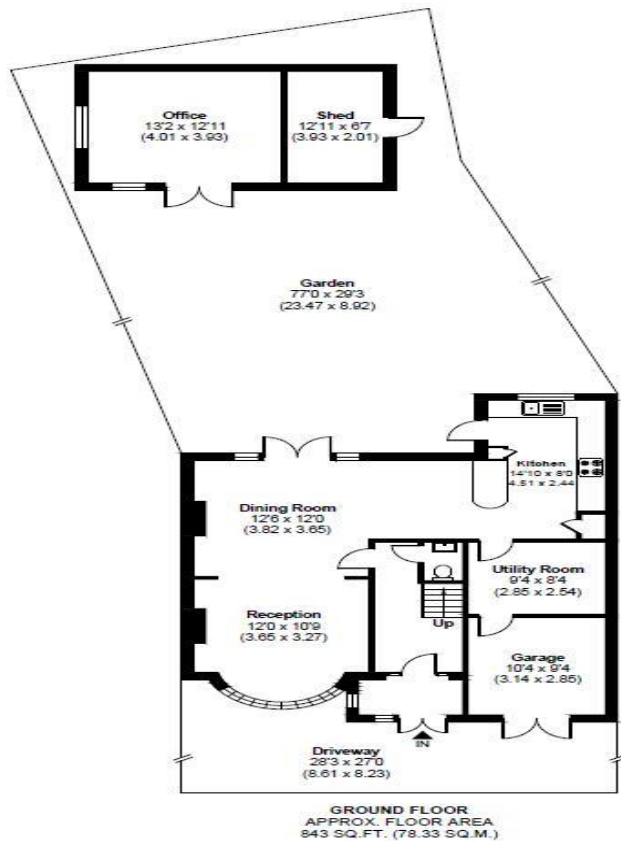 Office
13'2 x 12'11
(4.01 x 3.93)
Shed
12'11 x 6'7
(3.93 x 2.01)
Garden
77'0 x 29'3
(23.47 x 8.92)
Kitchen
14'10 x 8'0
4.51 x 2.44
Dining Room
12'6 x 12'0
(3.82 x 3.65)
Utility Room
9'4 x 8'4
(2.85 x 2.54)
Reception
12'0 x 10'9
(3.65 x 3.27)
Up
Garage
10'4 x 9'4
(3.14 x 2.85)
IN
Driveway
28'3 x 27'0
(8.61 x 8.23)
GROUND FLOOR
APPROX. FLOOR AREA
843 SQ.FT. (78.33 SQ.M.)